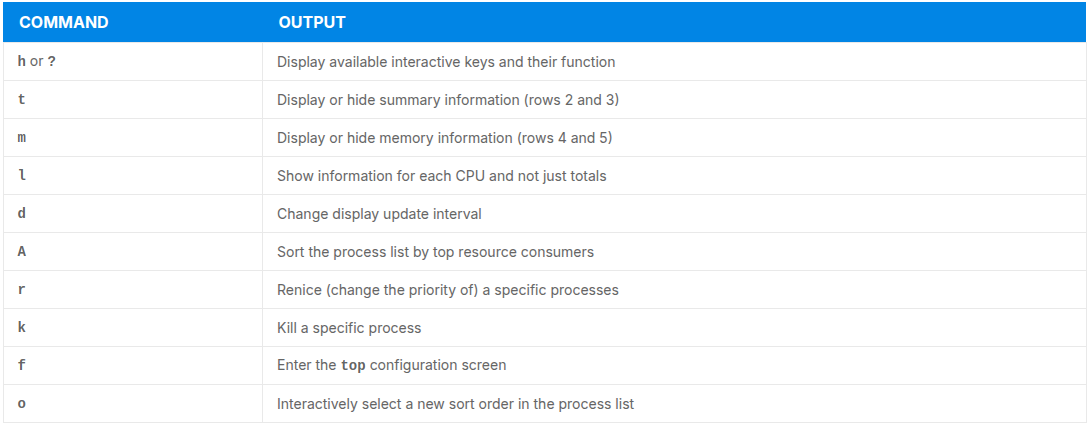 COMMAND OUTPUT
h or ? Display available interactive keys and their function
t Display or hide summary information (rows 2 and 3)
m Display or hide memory information (rows 4 and 5)
l Show information for each CPU and not just totals
d Change display update interval
A Sort the process list by top resource consumers
r Renice (change the priority of) a specific processes
k Kill a specific process
f Enter the top configuration screen
o Interactively select a new sort order in the process list